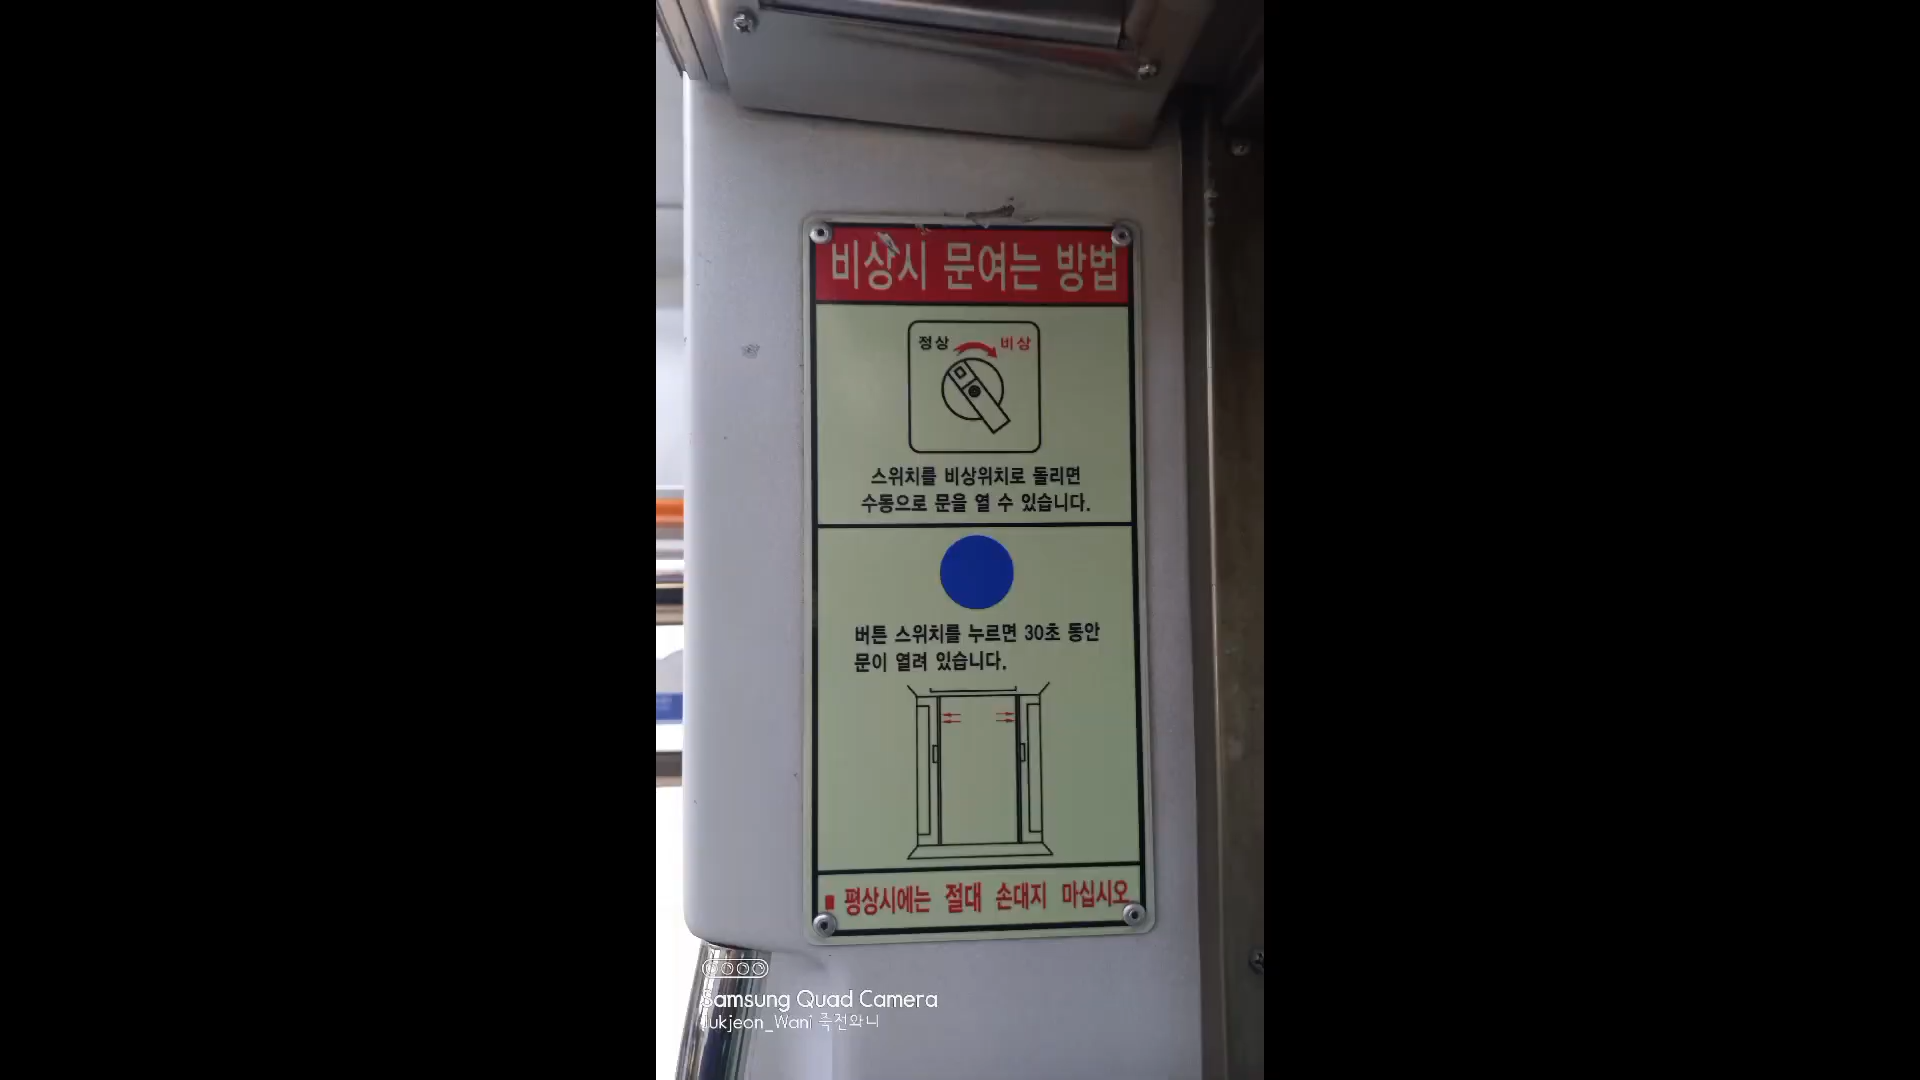 비상시 문여는 방법
정상 비상
스위치를 비상위치로 돌리면
수동으로 문을 열 수 있습니다.
버튼 스위치를 누르면 30초 동안
문이 열려 있습니다.
평상시에는 절대 손대지 마십시오
Samsung Quad Camera
Jukjeon_Wani 죽전와니